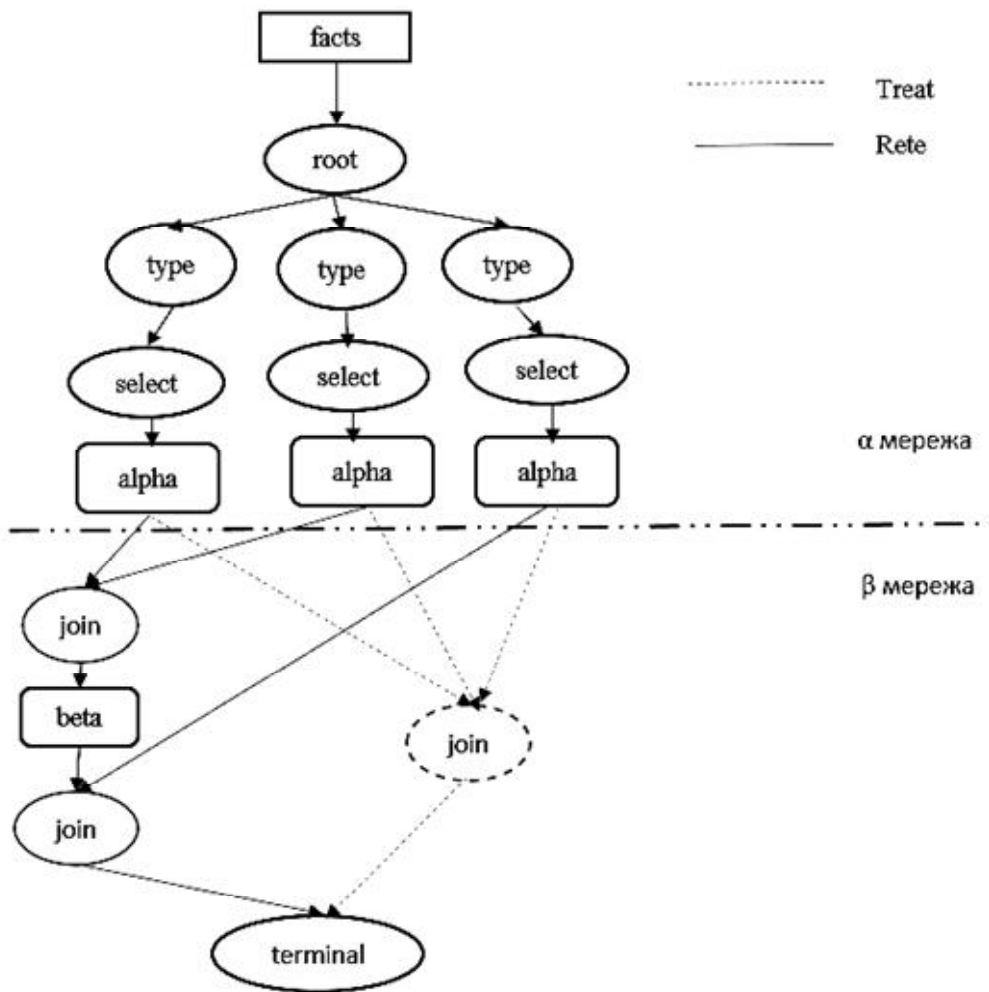 facts
Treat
Rete
root
type
type
type
select
select
select
alpha
alpha
alpha
α мережа
β мережа
join
beta
join
join
terminal